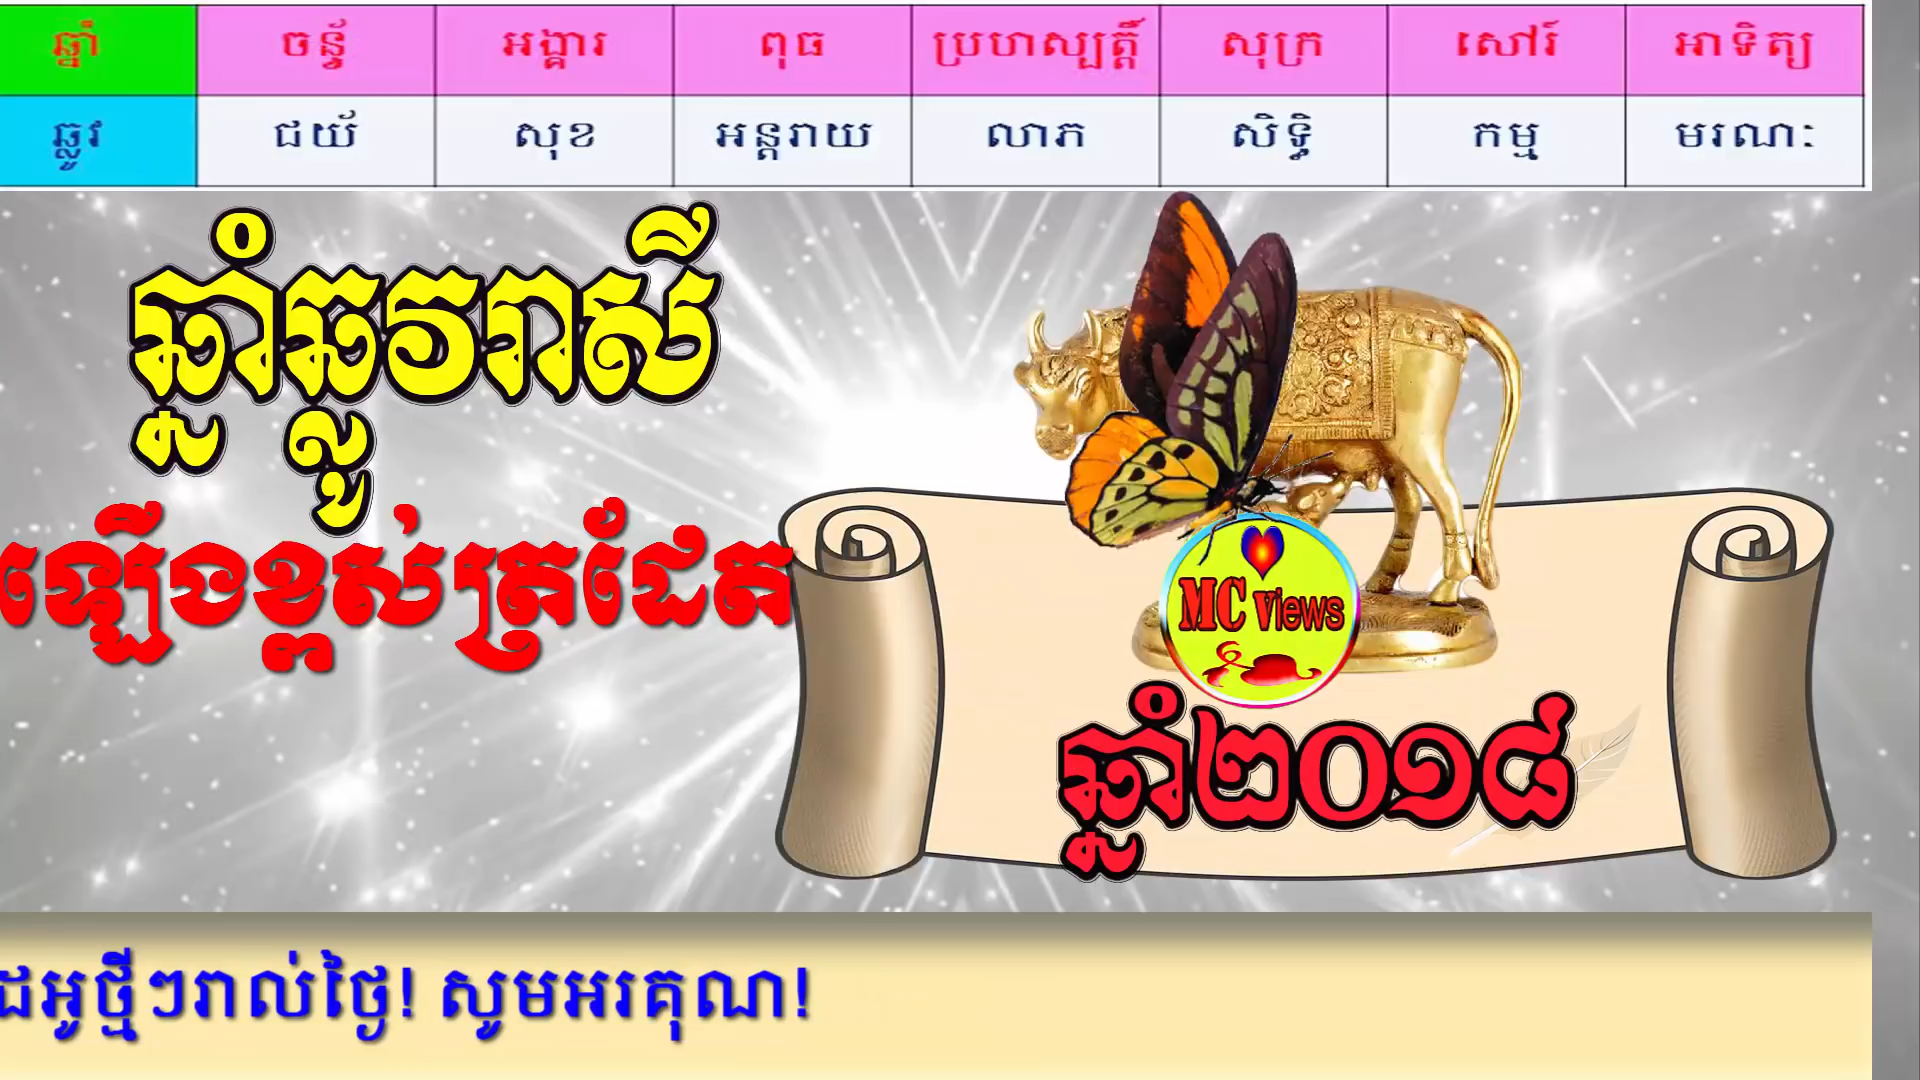 ឆ្នាំ ចន្ទ័ អង្គារ ពុធ ប្រហស្បត្តិ៍ សុក្រ សៅរ៍ អាទិត្យ
ឆ្លូវ ជយ័ សុខ អន្តរាយ លាភ សិទ្ធិ កម្ម មរណៈ
ឆ្នាំឆ្លូវរាសី
ឡើងខ្ពស់ត្រដែត
MC Views
ឆ្នាំ២០១៨
ដេអូថ្មីៗរាល់ថ្ងៃ! សូមអរគុណ!